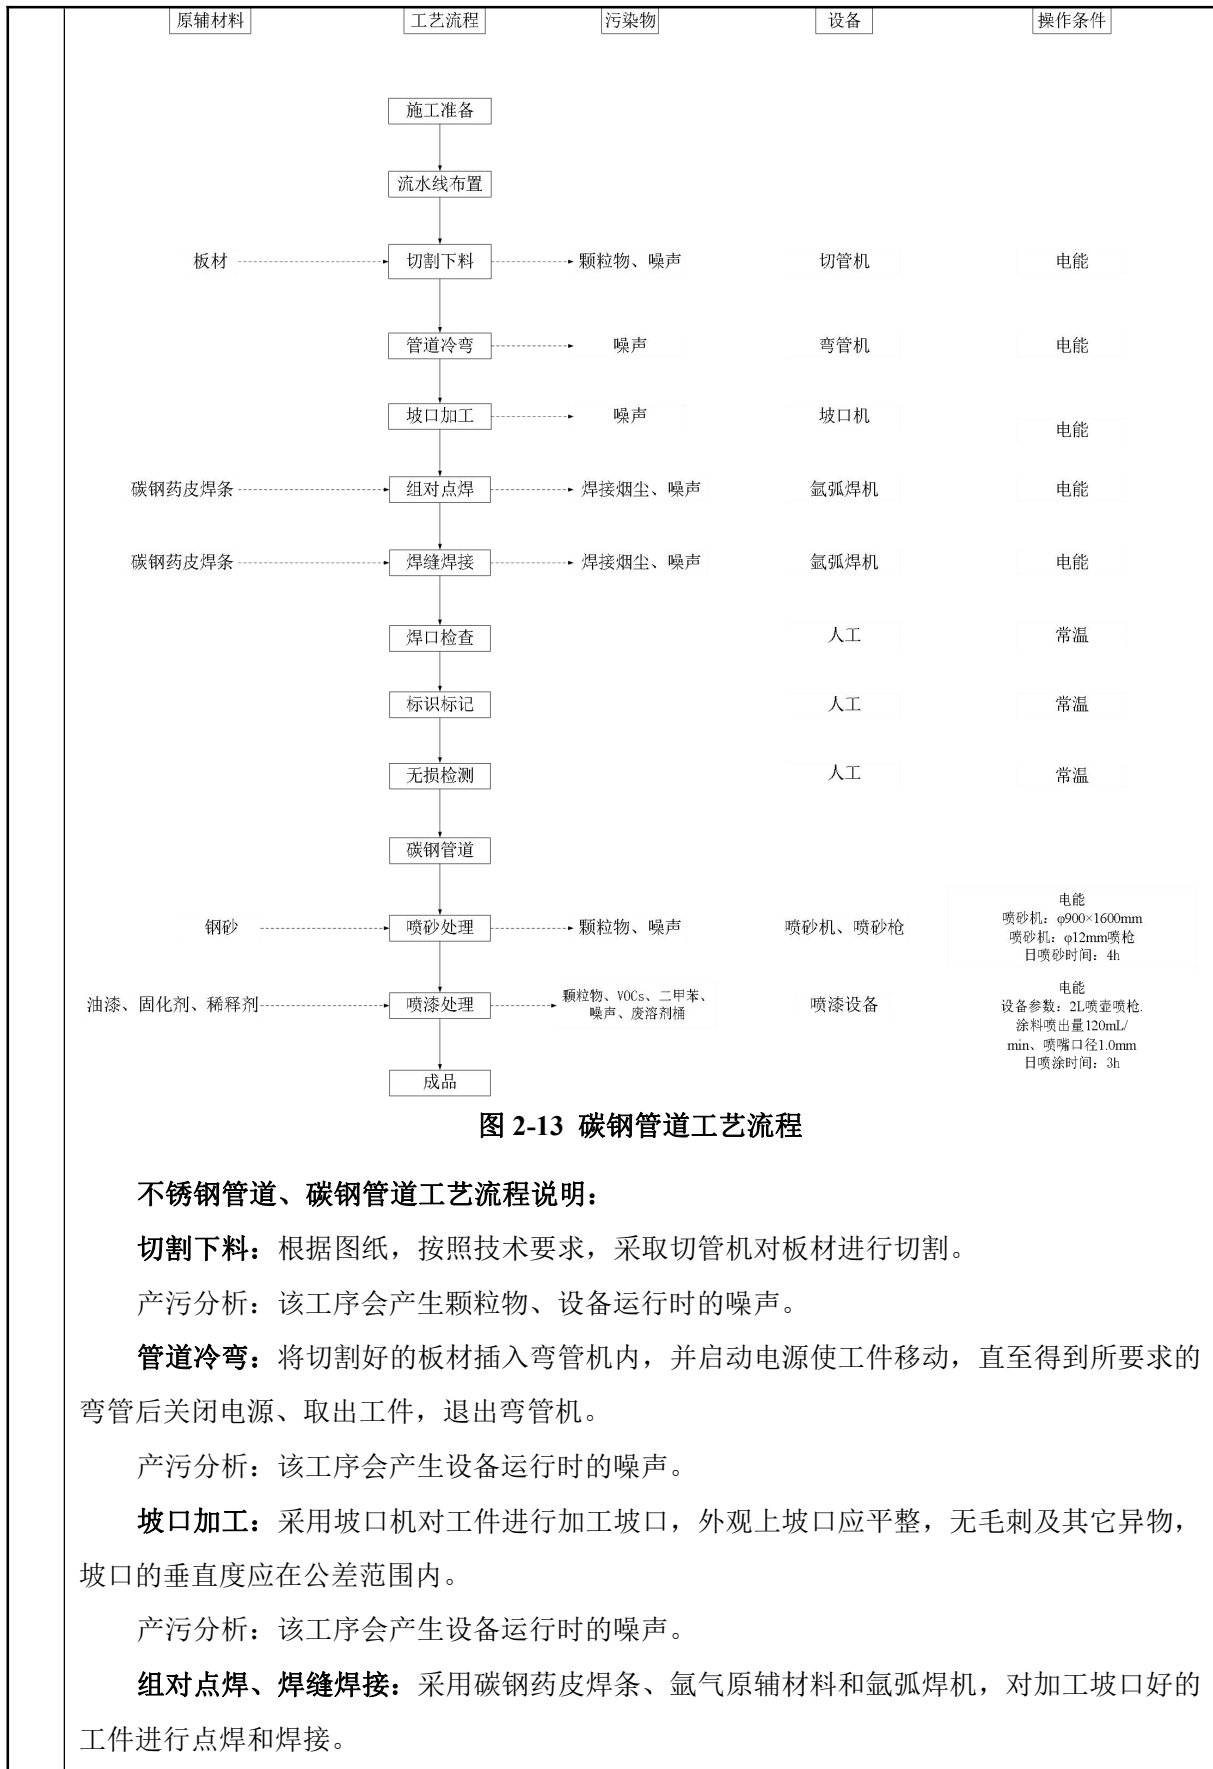 原辅材料 工艺流程 污染物 设备 操作条件
施工准备
流水线布置
板材 切割下料 颗粒物、噪声 切管机 电能
管道冷弯 噪声 弯管机 电能
坡口加工 噪声 坡口机 电能
碳钢药皮焊条 组对点焊 焊接烟尘、噪声 氩弧焊机 电能
碳钢药皮焊条 焊缝焊接 焊接烟尘、噪声 氩弧焊机 电能
焊口检查 人工 常温
标识标记 人工 常温
无损检测 人工 常温
碳钢管道
钢砂 喷砂处理 颗粒物、噪声 喷砂机、喷砂枪
电能
喷砂机：φ900×1600mm
喷砂机：φ12mm喷枪
日喷砂时间：4h
油漆、固化剂、稀释剂 喷漆处理
颗粒物、VOCs、二甲苯、
噪声、废溶剂桶
喷漆设备
电能
设备参数：2L喷壶喷枪.
涂料喷出量120mL/
min、喷嘴口径1.0mm
日喷涂时间：3h
成品
图 2-13 碳钢管道工艺流程
不锈钢管道、碳钢管道工艺流程说明：
切割下料：根据图纸，按照技术要求，采取切管机对板材进行切割。
产污分析：该工序会产生颗粒物、设备运行时的噪声。
管道冷弯：将切割好的板材插入弯管机内，并启动电源使工件移动，直至得到所要求的
弯管后关闭电源、取出工件，退出弯管机。
产污分析：该工序会产生设备运行时的噪声。
坡口加工：采用坡口机对工件进行加工坡口，外观上坡口应平整，无毛刺及其它异物，
坡口的垂直度应在公差范围内。
产污分析：该工序会产生设备运行时的噪声。
组对点焊、焊缝焊接：采用碳钢药皮焊条、氩气原辅材料和氩弧焊机，对加工坡口好的
工件进行点焊和焊接。